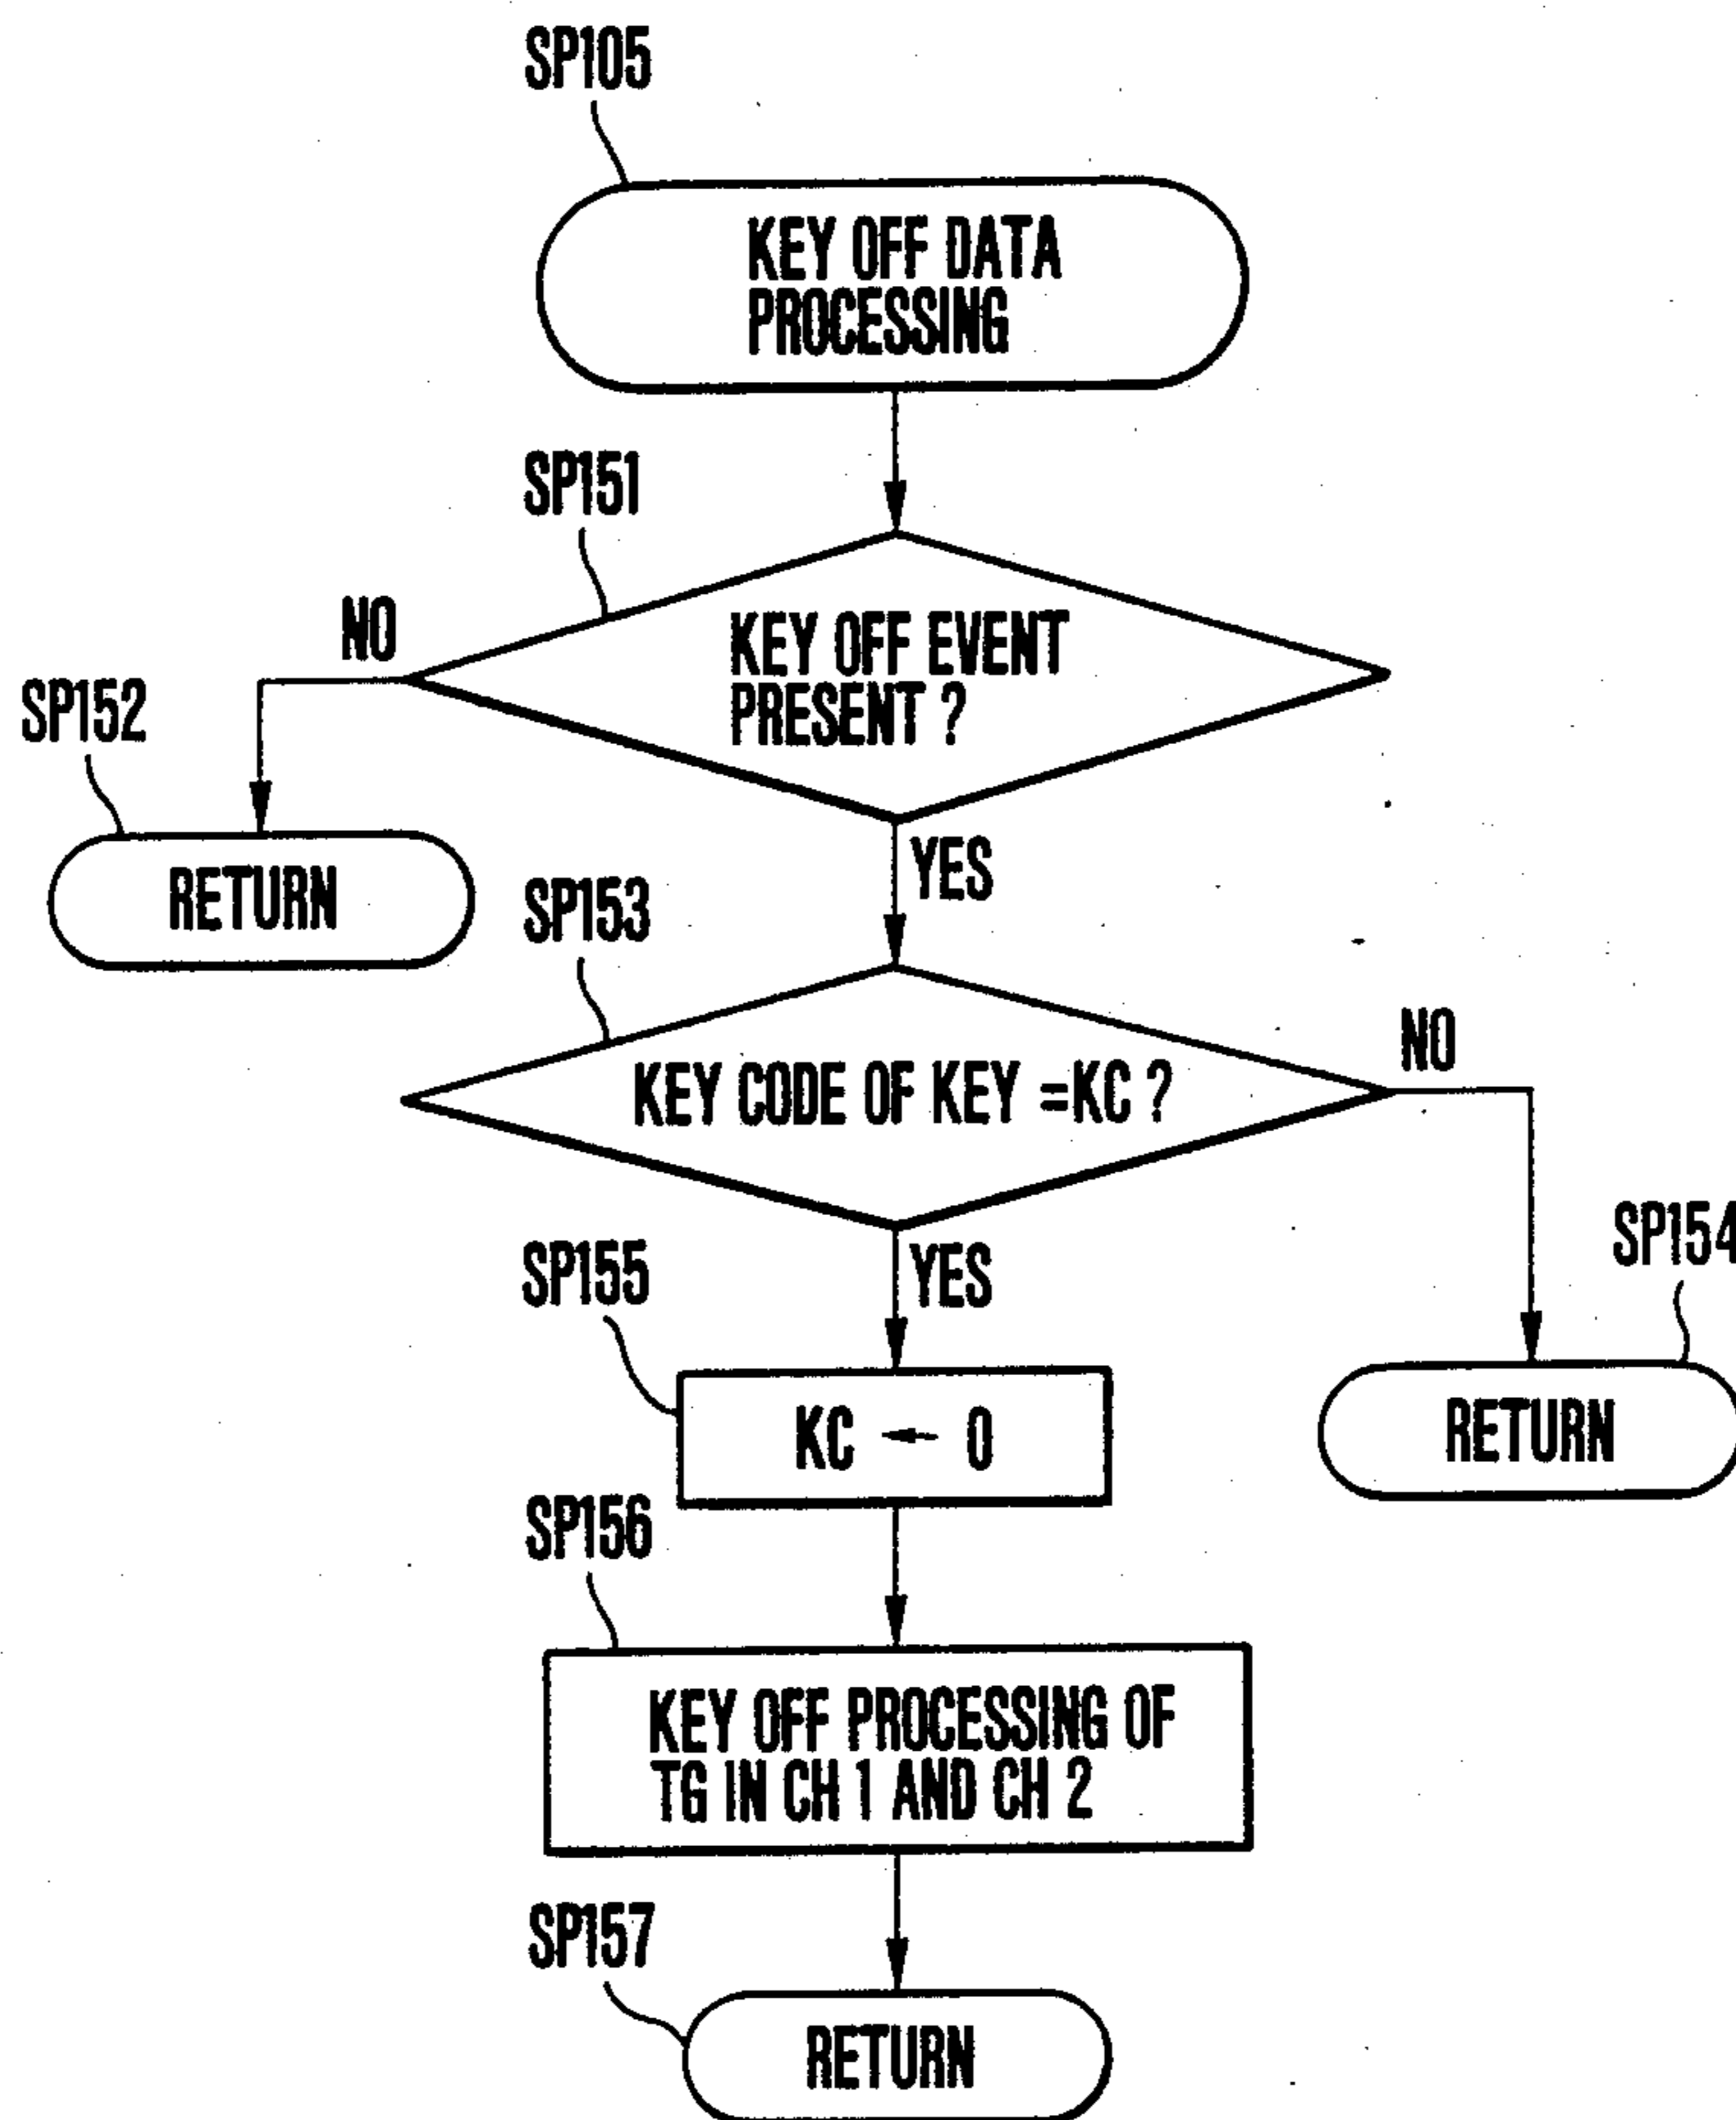 SP105
KEY OFF DATA
PROCESSING
SP151
NO
KEY OFF EVENT
PRESENT ?
SP152
RETURN
YES
SP153
NO
KEY CODE OF KEY =KC ?
SP154
YES
SP155
KC ← 0
RETURN
SP156
KEY OFF PROCESSING OF
TG IN CH 1 AND CH 2
SP157
RETURN